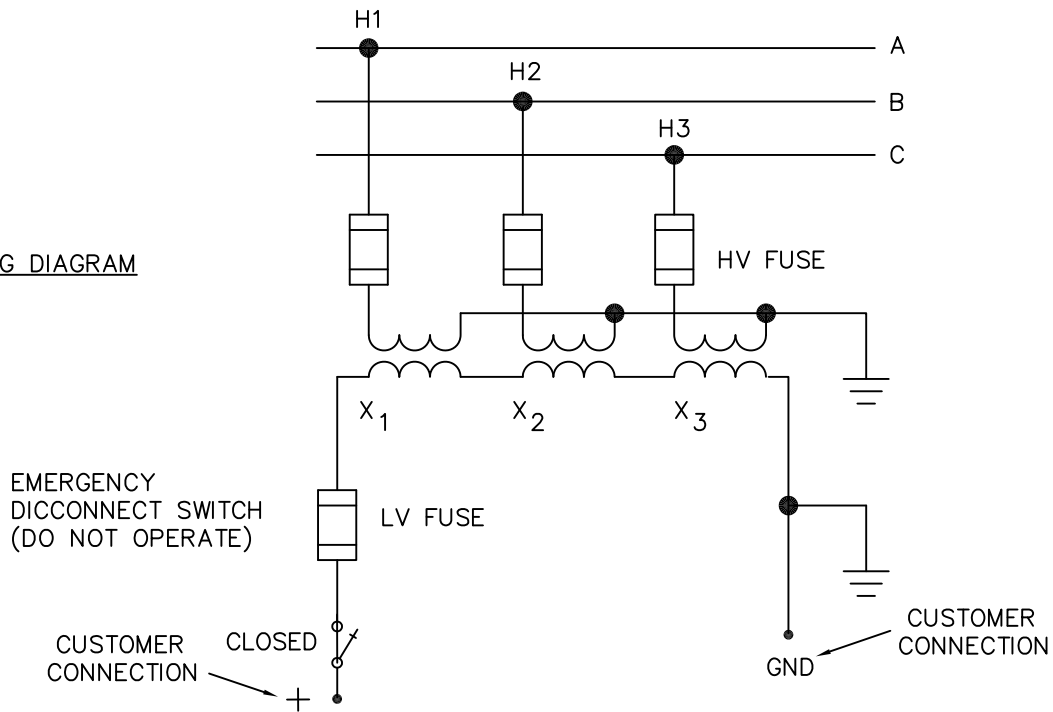 H1
A
H2
B
H3
C
G DIAGRAM
HV FUSE
X1
X2
X3
EMERGENCY
DICCONNECT SWITCH
(DO NOT OPERATE)
LV FUSE
CUSTOMER
CONNECTION
CLOSED
+
GND
CUSTOMER
CONNECTION